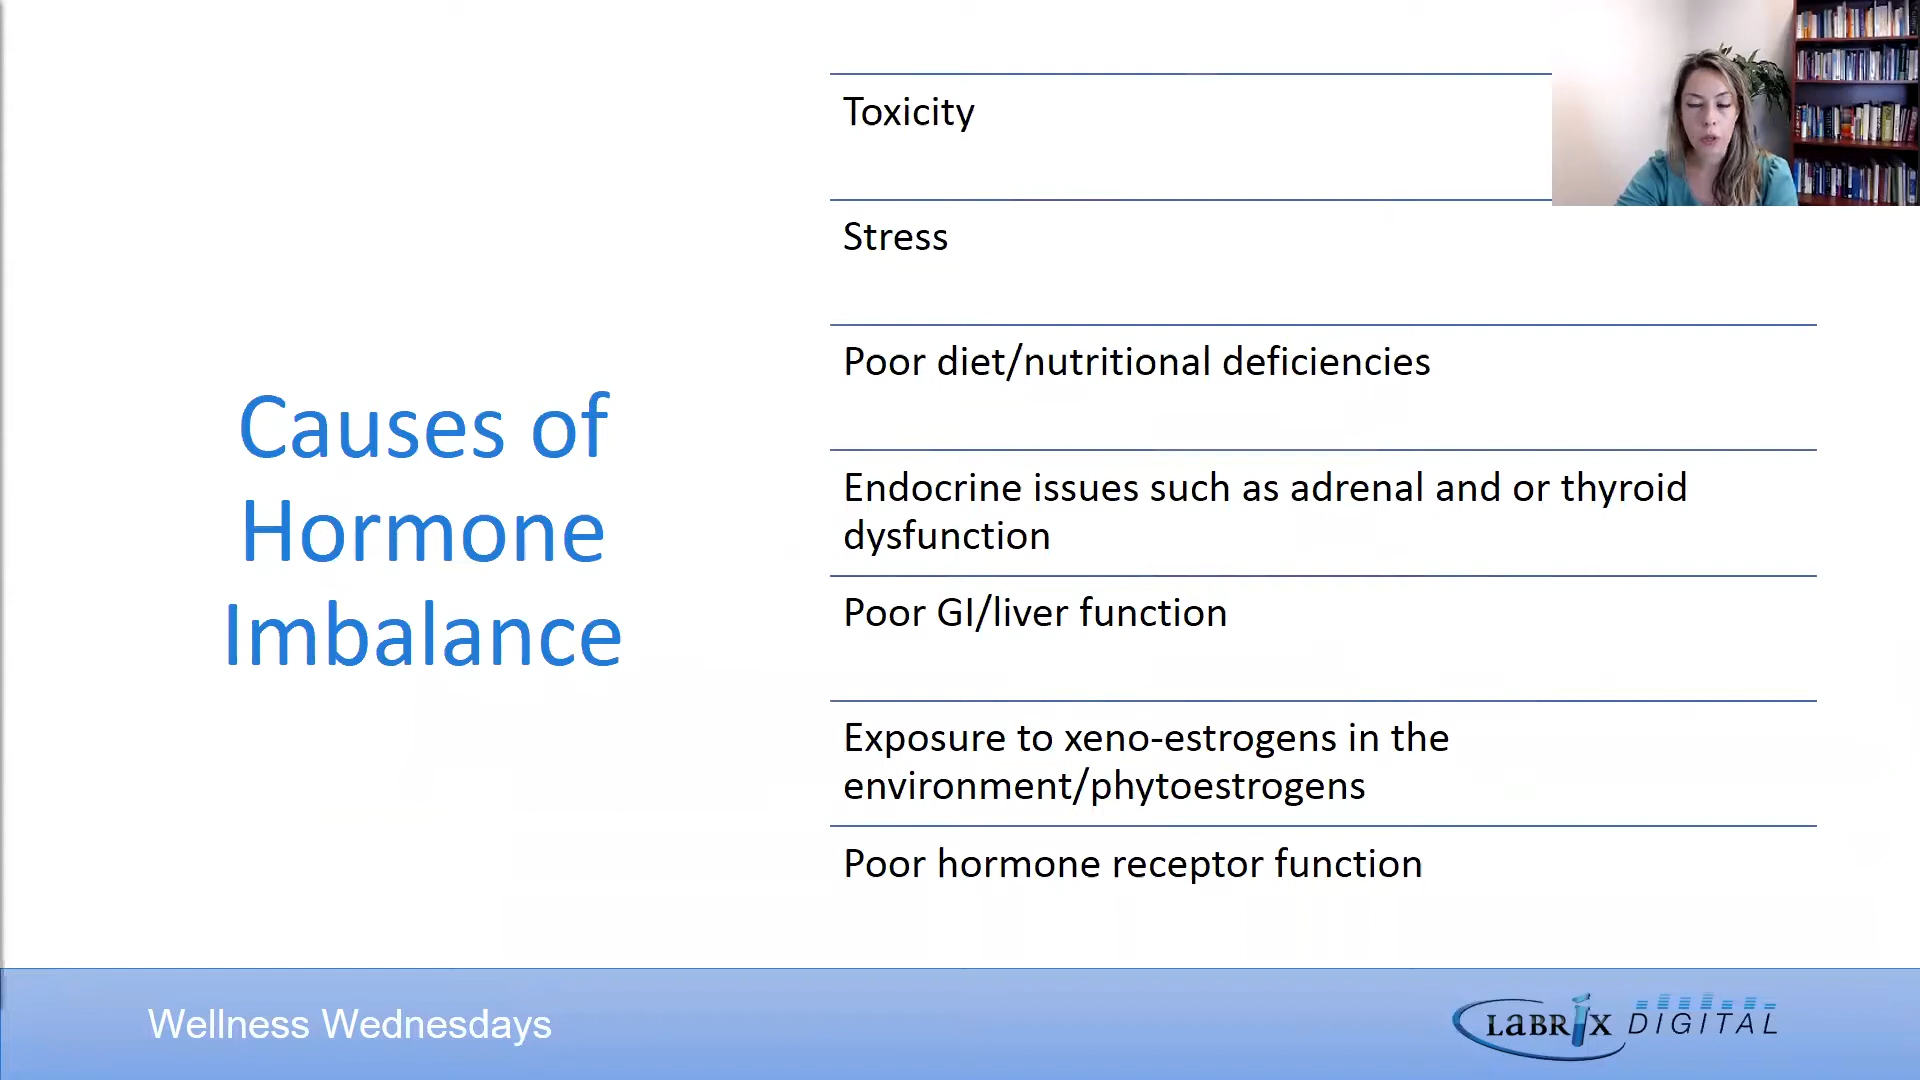 Toxicity
Stress
Poor diet/nutritional deficiencies
Endocrine issues such as adrenal and or thyroid
dysfunction
Poor GI/liver function
Exposure to xeno-estrogens in the
environment/phytoestrogens
Poor hormone receptor function
Causes of
Hormone
Imbalance
Wellness Wednesdays
LABRIX DIGITAL